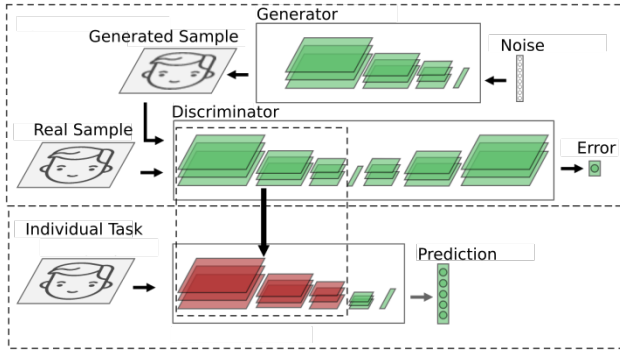 Generator
Generated Sample
Noise
Discriminator
Real Sample
Error
Individual Task
Prediction